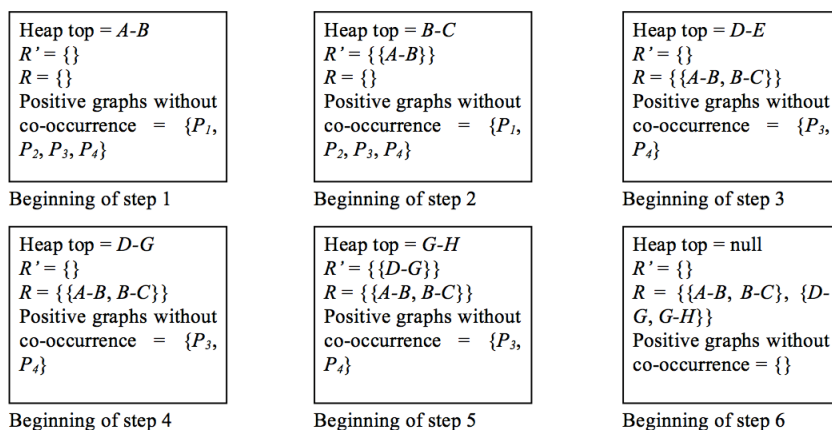 Heap top = A-B
R' = {}
R = {}
Positive graphs without
co-occurrence = {P1,
P2, P3, P4}
Beginning of step 1
Heap top = B-C
R' = {{A-B}}
R = {}
Positive graphs without
co-occurrence = {P1,
P2, P3, P4}
Beginning of step 2
Heap top = D-E
R' = {}
R = {{A-B, B-C}}
Positive graphs without
co-occurrence = {P3,
P4}
Beginning of step 3
Heap top = D-G
R' = {}
R = {{A-B, B-C}}
Positive graphs without
co-occurrence = {P3,
P4}
Beginning of step 4
Heap top = G-H
R' = {{D-G}}
R = {{A-B, B-C}}
Positive graphs without
co-occurrence = {P3,
P4}
Beginning of step 5
Heap top = null
R' = {}
R = {{A-B, B-C}, {D-
G, G-H}}
Positive graphs without
co-occurrence = {}
Beginning of step 6